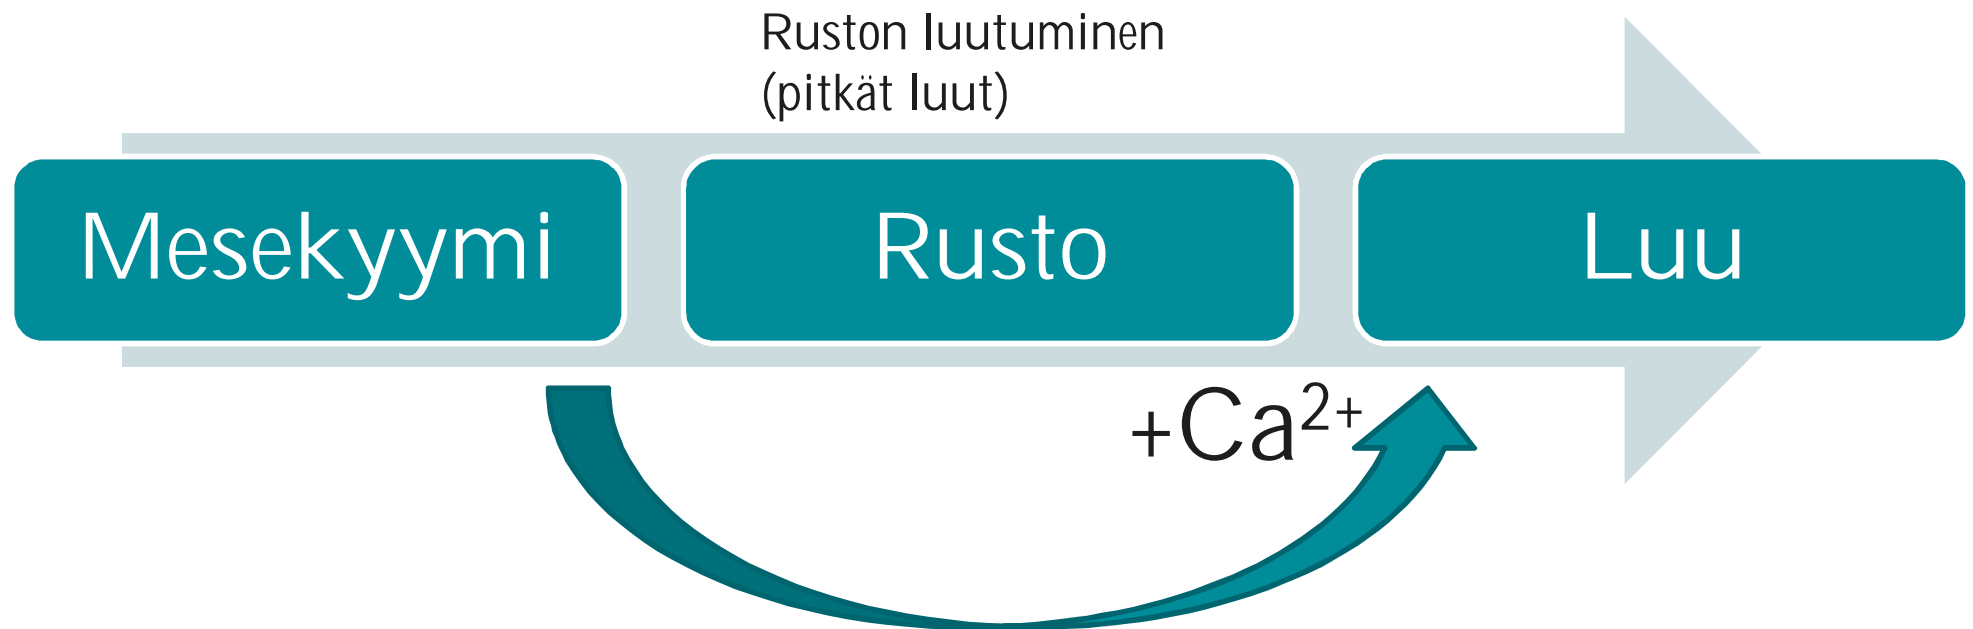 Ruston luutuminen
(pitkät luut)
Mesekyymi
Rusto
Luu
+Ca²⁺